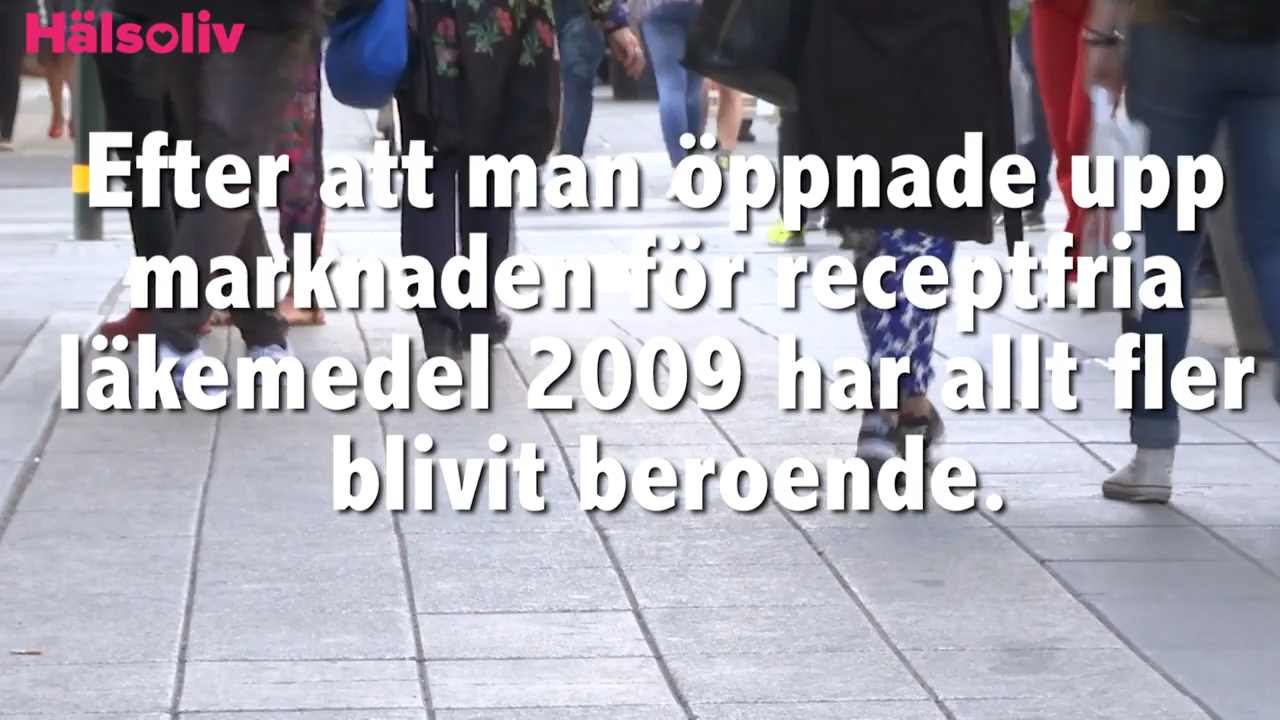 Hälsoliv
Efter att man öppnade upp
marknaden för receptfria
läkemedel 2009 har allt fler
blivit beroende.